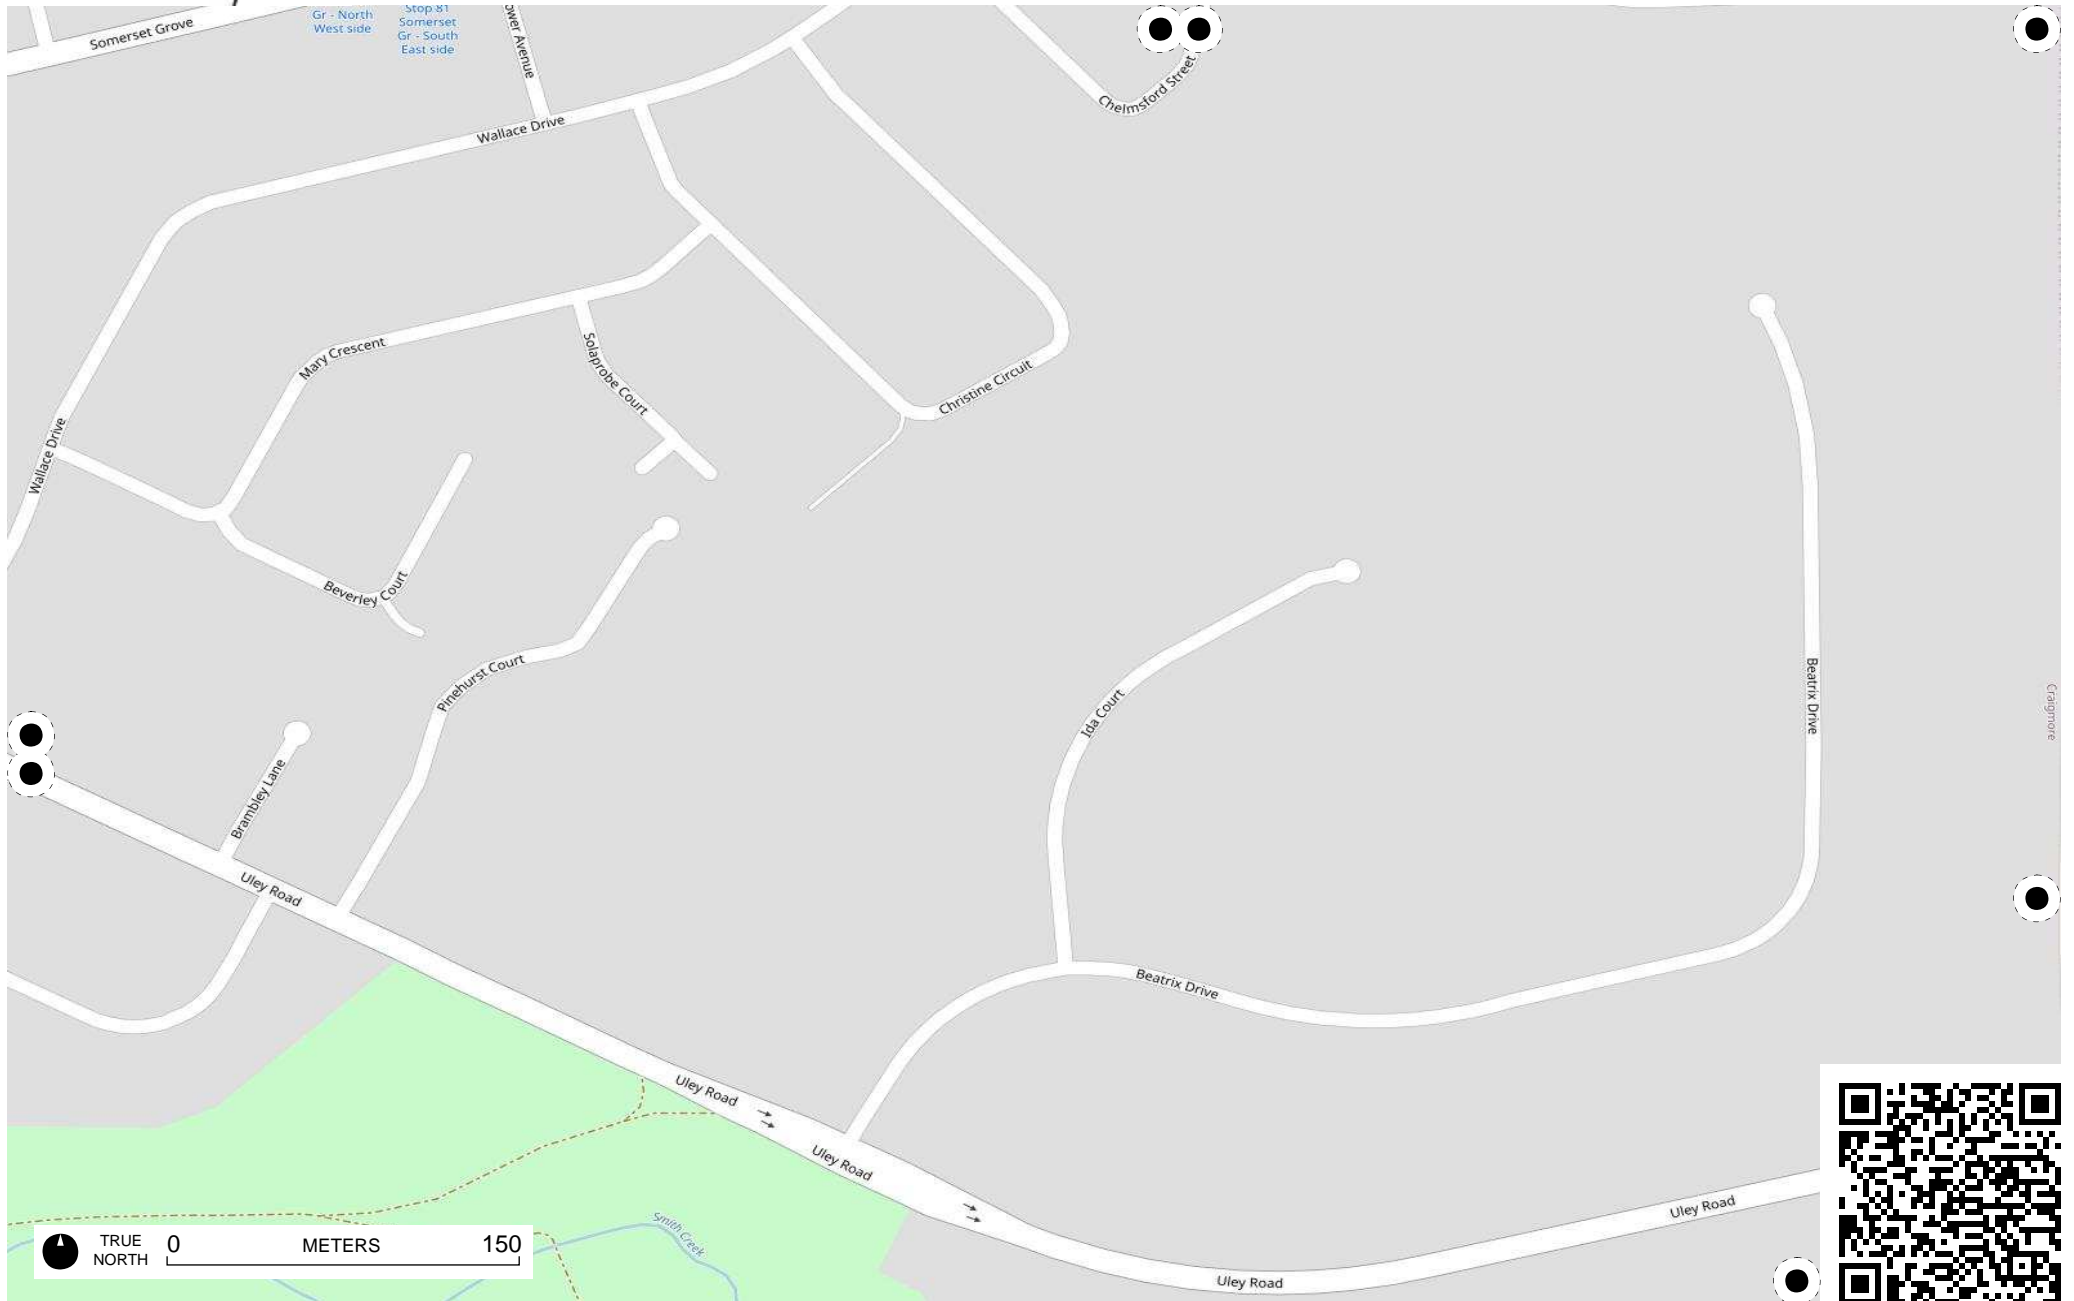 Somerset Grove
Gr - North
West side
Stop 81
Somerset
Gr - South
East side
Avenue
Chelmsford Street
Wallace Drive
Mary Crescent
Solaprobe Court
Christine Circuit
Wallace Drive
Beverley Court
Pinehurst Court
Ida Court
Beatrix Drive
Craigmore
Brambley Lane
Uley Road
Beatrix Drive
Uley Road
Uley Road
Uley Road
Smith Creek
Uley Road
TRUE
NORTH
0 METERS 150